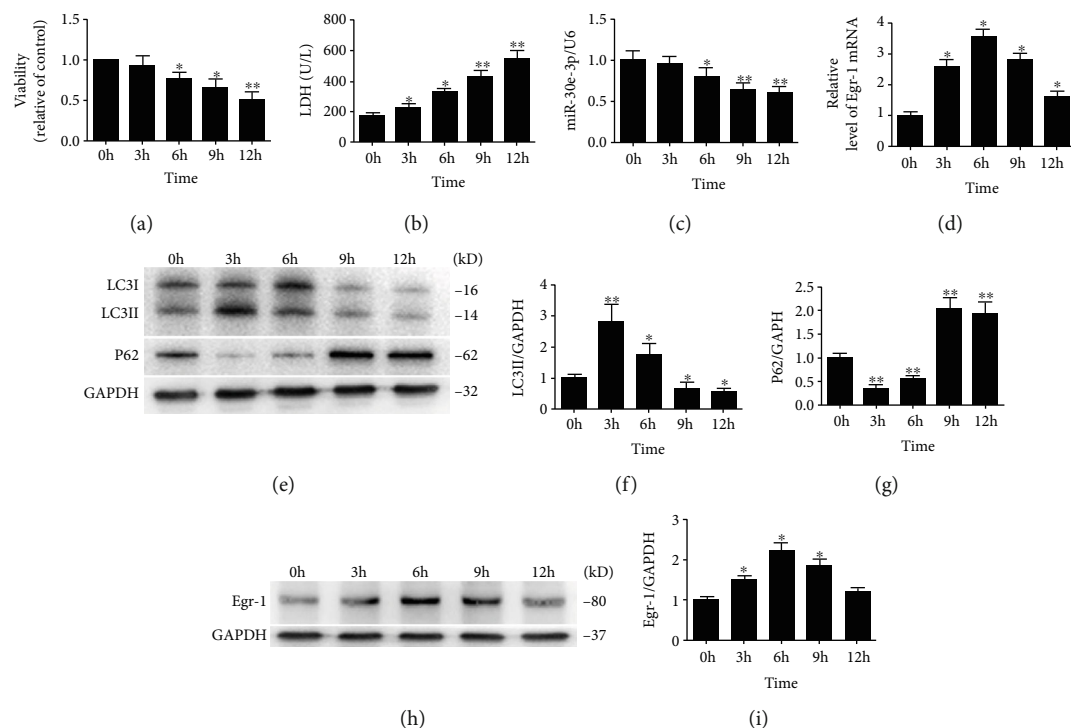 Viability
(relative of control)
1.5
1.0
0.5
0.0
0h 3h 6h 9h 12h
* * **
Time
(a)
LDH (U/L)
800
600
400
200
0
0h 3h 6h 9h 12h
* * ** **
Time
(b)
miR-30e-3p/U6
1.5
1.0
0.5
0.0
0h 3h 6h 9h 12h
* ** **
Time
(c)
Relative
level of Egr-1 mRNA
4
3
2
1
0
0h 3h 6h 9h 12h
* * * *
Time
(d)
0h 3h 6h 9h 12h (kD)
LC3I –16
LC3II –14
P62 –62
GAPDH –32
(e)
LC3II/GAPDH
4
3
2
1
0
0h 3h 6h 9h 12h
** * * *
Time
(f)
P62/GAPH
2.5
2.0
1.5
1.0
0.5
0.0
0h 3h 6h 9h 12h
** ** ** **
Time
(g)
0h 3h 6h 9h 12h (kD)
Egr-1 –80
GAPDH –37
(h)
Egr-1/GAPDH
3
2
1
0
0h 3h 6h 9h 12h
* * *
Time
(i)